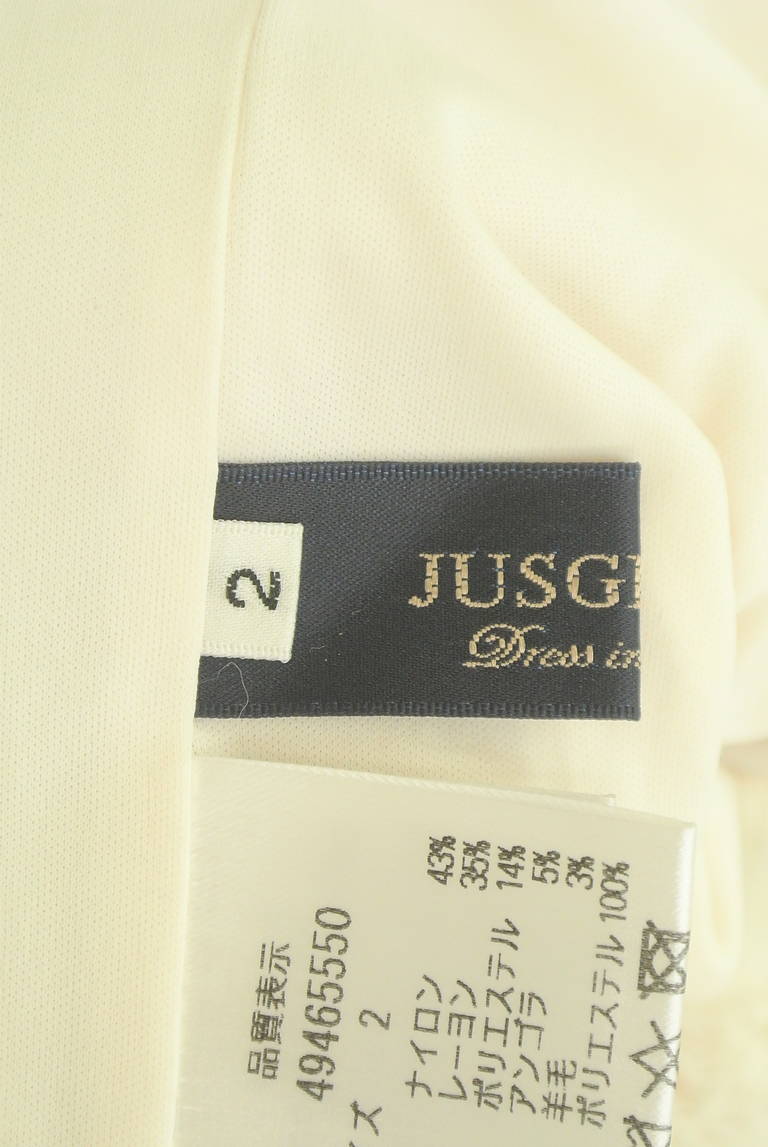 2
JUSGL
Dress in
品質表示
49465550
イズ 2
ナイロン 43%
レーヨン 35%
ポリエステル 14%
アンゴラ 5%
羊毛 3%
ポリエステル 100%